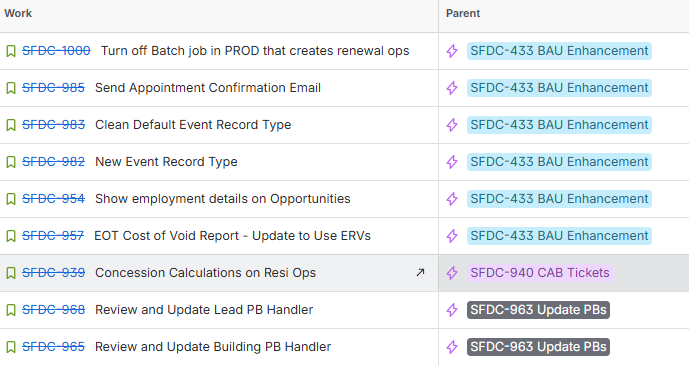 Work Parent
SFDC-1000 Turn off Batch job in PROD that creates renewal ops SFDC-433 BAU Enhancement
SFDC-985 Send Appointment Confirmation Email SFDC-433 BAU Enhancement
SFDC-983 Clean Default Event Record Type SFDC-433 BAU Enhancement
SFDC-982 New Event Record Type SFDC-433 BAU Enhancement
SFDC-954 Show employment details on Opportunities SFDC-433 BAU Enhancement
SFDC-957 EOT Cost of Void Report - Update to Use ERVs SFDC-433 BAU Enhancement
SFDC-939 Concession Calculations on Resi Ops SFDC-940 CAB Tickets
SFDC-968 Review and Update Lead PB Handler SFDC-963 Update PBs
SFDC-965 Review and Update Building PB Handler SFDC-963 Update PBs